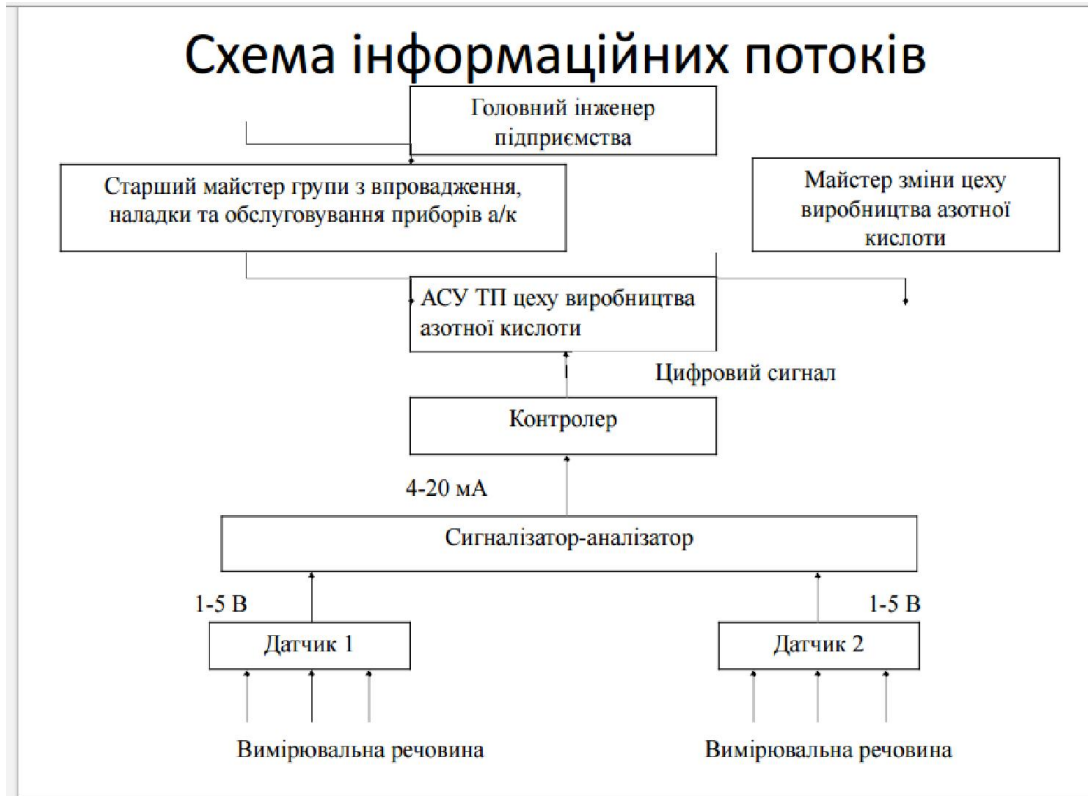 Схема інформаційних потоків
Головний інженер
підприємства
Старший майстер групи з впровадження,
наладки та обслуговування приборів а/к
Майстер зміни цеху
виробництва азотної
кислоти
АСУ ТП цеху виробництва
азотної кислоти
Цифровий сигнал
Контролер
4-20 мА
Сигналізатор-аналізатор
1-5 В
1-5 В
Датчик 1
Датчик 2
Вимірювальна речовина
Вимірювальна речовина